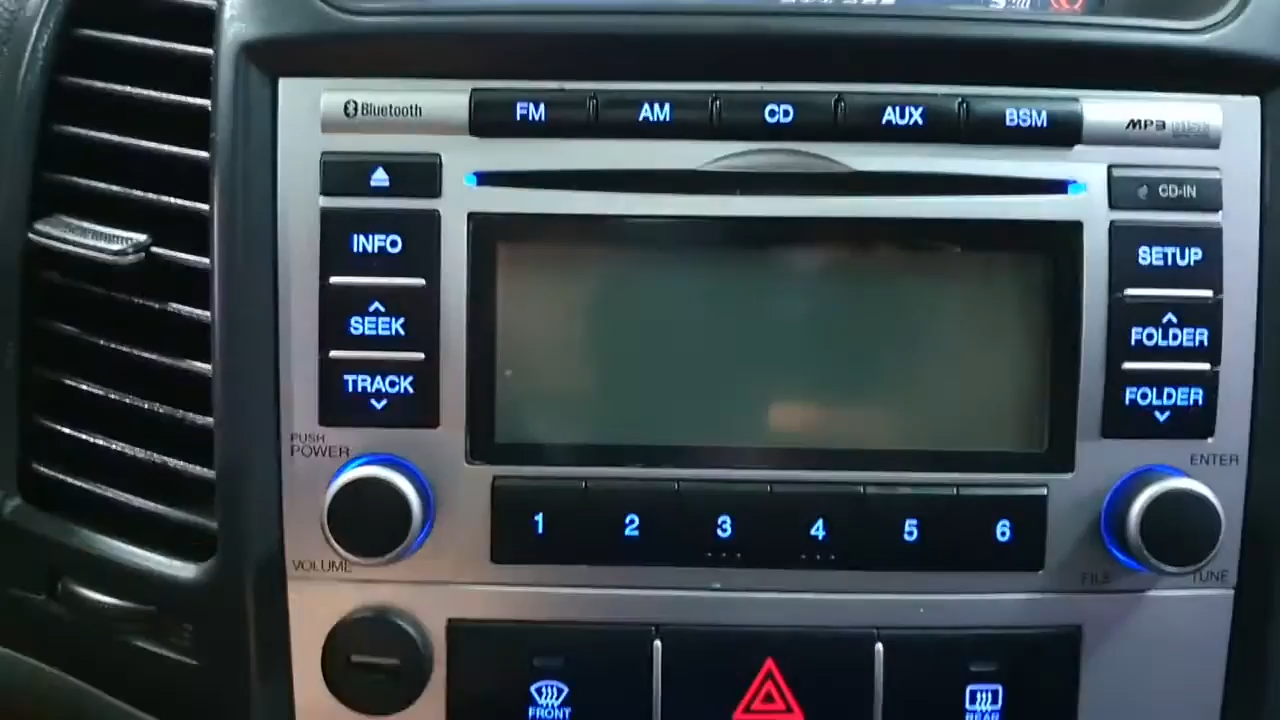 Bluetooth
FM
AM
CD
AUX
BSM
MP3 DISC
CD-IN
INFO
SETUP
SEEK
FOLDER
TRACK
FOLDER
PUSH
POWER
ENTER
1
2
3
4
5
6
VOLUME
FILE
TUNE
FRONT
REAR